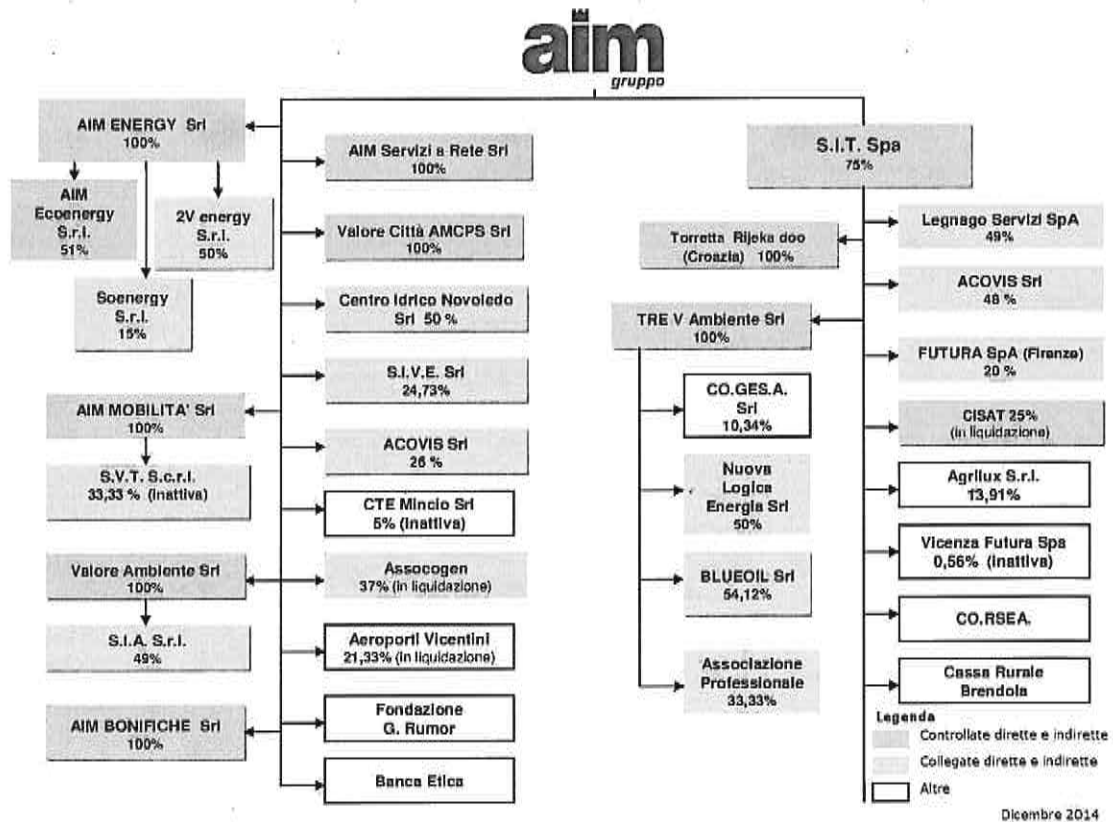 aim
gruppo
AIM ENERGY Srl
100%
AIM
Ecoenergy
S.r.l.
51%
2V energy
S.r.l.
50%
Soenergy
S.r.l.
15%
AIM MOBILITA' Srl
100%
S.V.T. S.c.r.l.
33,33 % (inattiva)
Valore Ambiente Srl
100%
S.I.A. S.r.l.
49%
AIM BONIFICHE Srl
100%
AIM Servizi a Rete Srl
100%
Valore Città AMCPS Srl
100%
Centro Idrico Novoledo
Srl 50 %
S.I.V.E. Srl
24,73%
ACOVIS Srl
26 %
CTE Mincio Srl
5% (inattiva)
Assocogen
37% (in liquidazione)
Aeroporti Vicentini
21,33% (in liquidazione)
Fondazione
G. Rumor
Banca Etica
S.I.T. Spa
75%
Torretta Rijeka doo
(Croazia) 100%
TRE V Ambiente Srl
100%
CO.GES.A.
Srl
10,34%
Nuova
Logica
Energia Srl
50%
BLUEOIL Srl
54,12%
Associazione
Professionale
33,33%
Legnago Servizi SpA
49%
ACOVIS Srl
48 %
FUTURA SpA (Firenze)
20 %
CISAT 25%
(in liquidazione)
Agrilux S.r.l.
13,91%
Vicenza Futura Spa
0,56% (inattiva)
CO.RSEA.
Cassa Rurale
Brendola
Legenda
Controllate dirette e indirette
Collegate dirette e indirette
Altre
Dicembre 2014